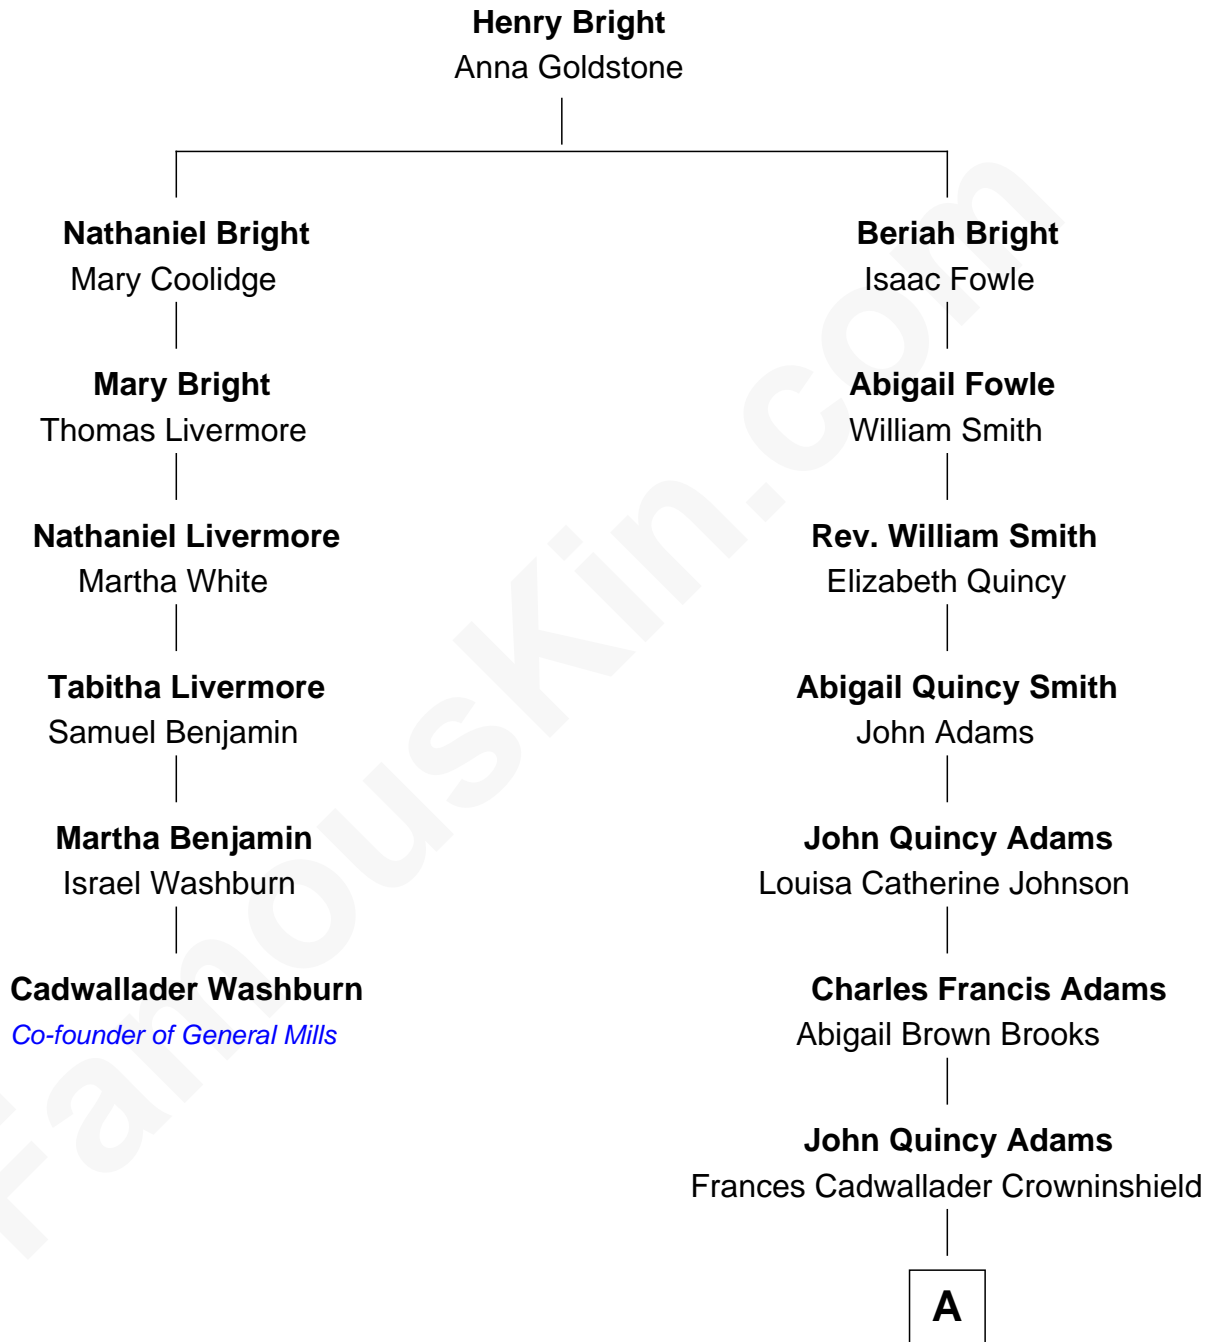 Henry Bright
Anna Goldstone
Nathaniel Bright
Mary Coolidge
Beriah Bright
Isaac Fowle
Mary Bright
Thomas Livermore
Abigail Fowle
William Smith
Nathaniel Livermore
Martha White
Rev. William Smith
Elizabeth Quincy
Tabitha Livermore
Samuel Benjamin
Abigail Quincy Smith
John Adams
Martha Benjamin
Israel Washburn
John Quincy Adams
Louisa Catherine Johnson
Cadwallader Washburn
Co-founder of General Mills
Charles Francis Adams
Abigail Brown Brooks
John Quincy Adams
Frances Cadwallader Crowninshield
A
FamousKin.com